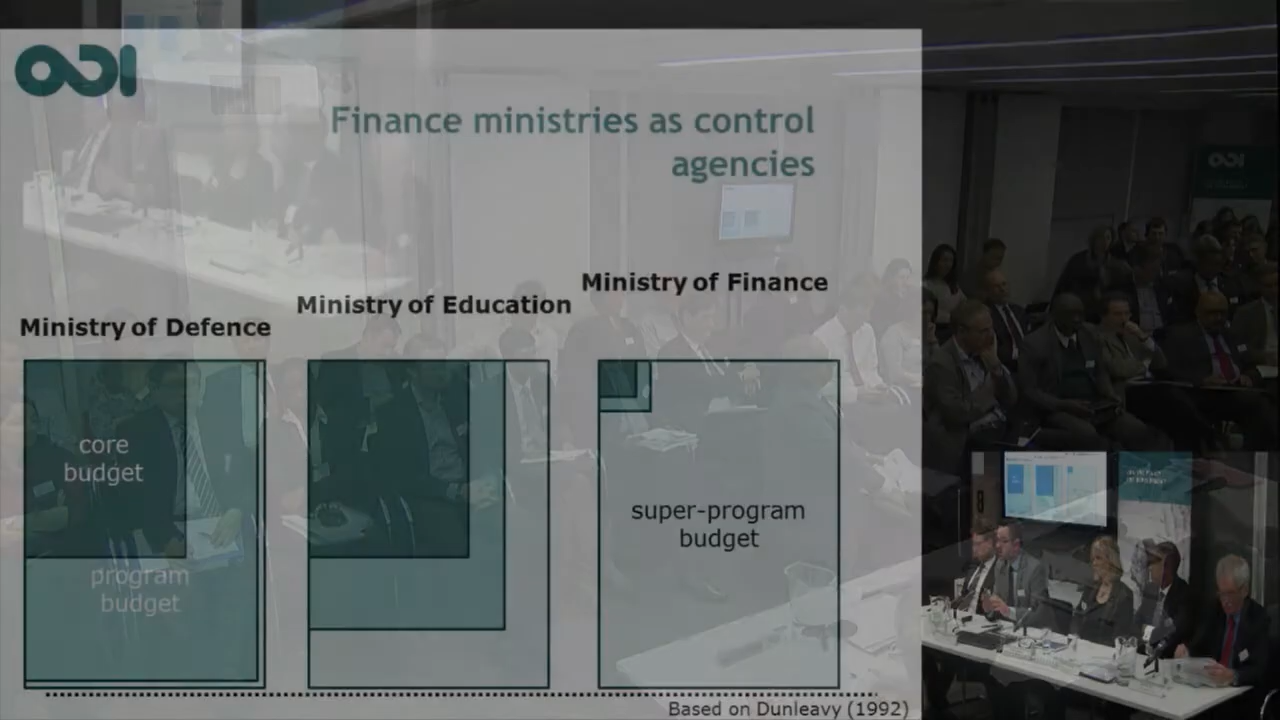 ODI
Finance ministries as control
agencies
Ministry of Defence
Ministry of Education
Ministry of Finance
core
budget
program
budget
super-program
budget
Based on Dunleavy (1992)
ODI